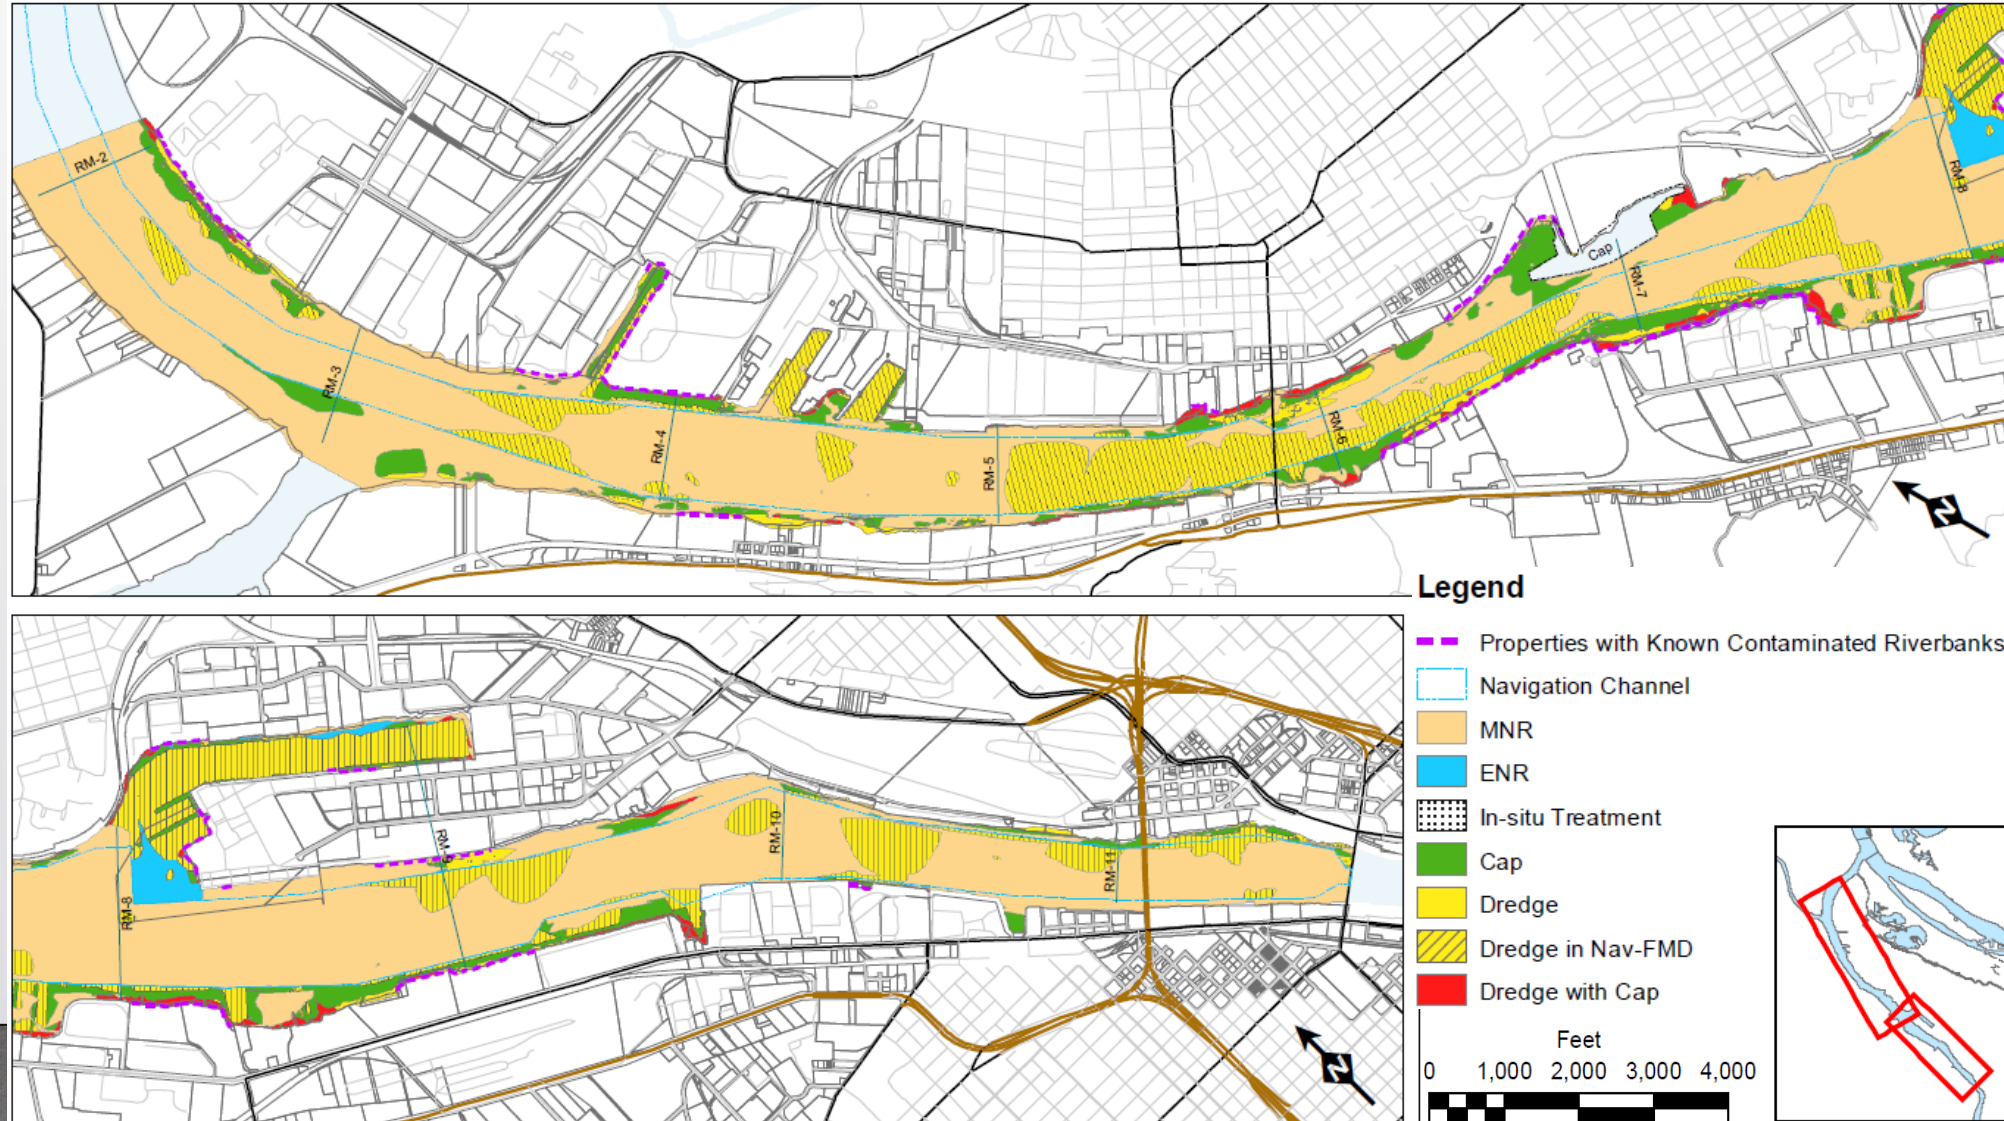 RM-2
RM-3
RM-4
RM-5
RM-6
RM-7
Cap
RM-8
N
RM-8
RM-9
RM-10
RM-11
N
Legend
Properties with Known Contaminated Riverbanks
Navigation Channel
MNR
ENR
In-situ Treatment
Cap
Dredge
Dredge in Nav-FMD
Dredge with Cap
Feet
0 1,000 2,000 3,000 4,000